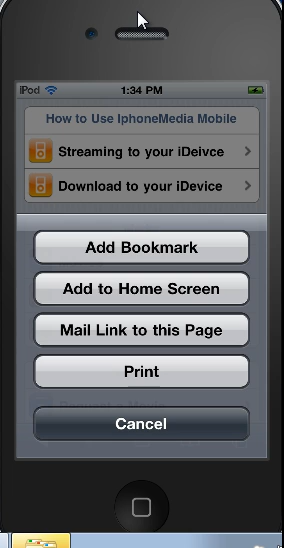 iPod 1:34 PM
How to Use IphoneMedia Mobile
Streaming to your iDeivce
Download to your iDevice
Add Bookmark
Add to Home Screen
Mail Link to this Page
Print
Cancel